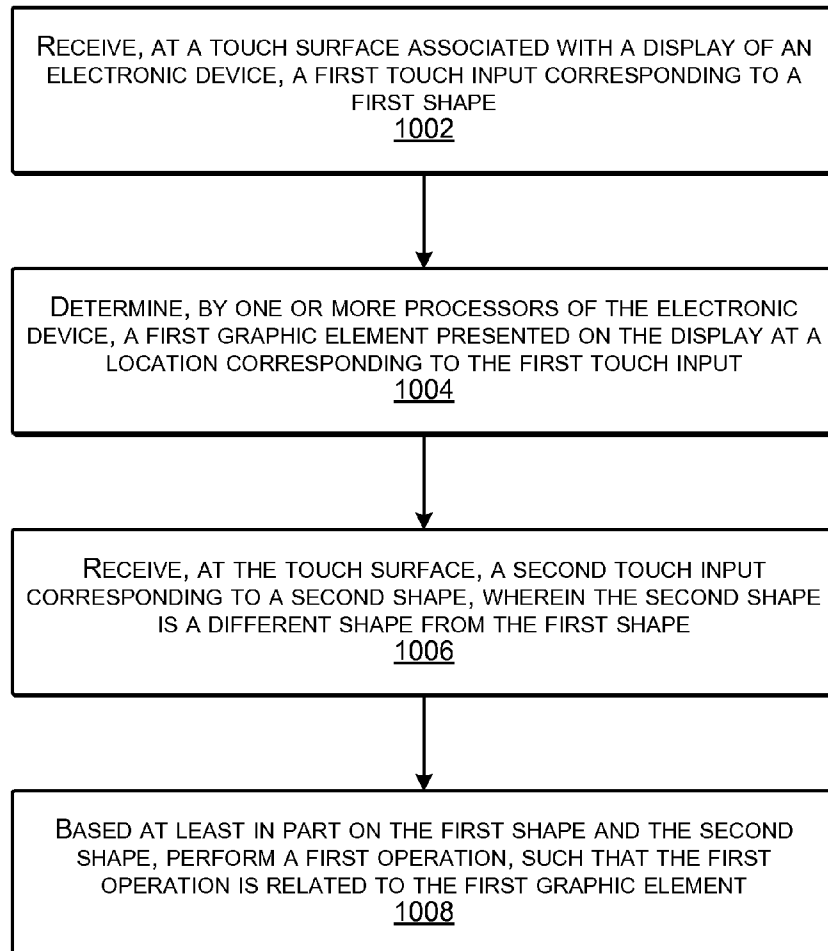 RECEIVE, AT A TOUCH SURFACE ASSOCIATED WITH A DISPLAY OF AN
ELECTRONIC DEVICE, A FIRST TOUCH INPUT CORRESPONDING TO A
FIRST SHAPE
1002
DETERMINE, BY ONE OR MORE PROCESSORS OF THE ELECTRONIC
DEVICE, A FIRST GRAPHIC ELEMENT PRESENTED ON THE DISPLAY AT A
LOCATION CORRESPONDING TO THE FIRST TOUCH INPUT
1004
RECEIVE, AT THE TOUCH SURFACE, A SECOND TOUCH INPUT
CORRESPONDING TO A SECOND SHAPE, WHEREIN THE SECOND SHAPE
IS A DIFFERENT SHAPE FROM THE FIRST SHAPE
1006
BASED AT LEAST IN PART ON THE FIRST SHAPE AND THE SECOND
SHAPE, PERFORM A FIRST OPERATION, SUCH THAT THE FIRST
OPERATION IS RELATED TO THE FIRST GRAPHIC ELEMENT
1008